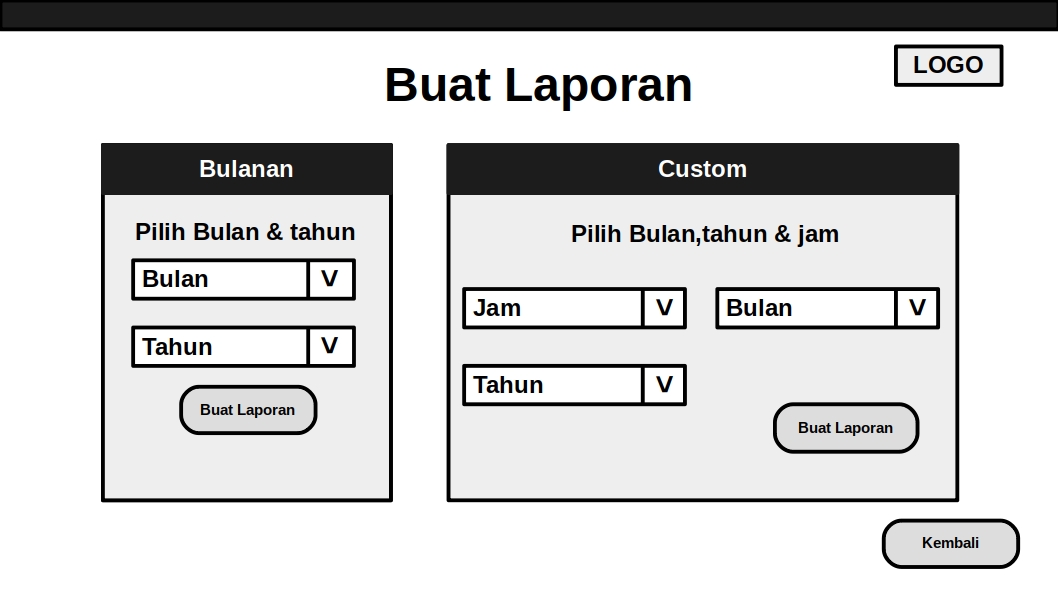 LOGO
Buat Laporan
Bulanan
Pilih Bulan & tahun
Bulan V
Tahun V
Buat Laporan
Custom
Pilih Bulan,tahun & jam
Jam V
Bulan V
Tahun V
Buat Laporan
Kembali